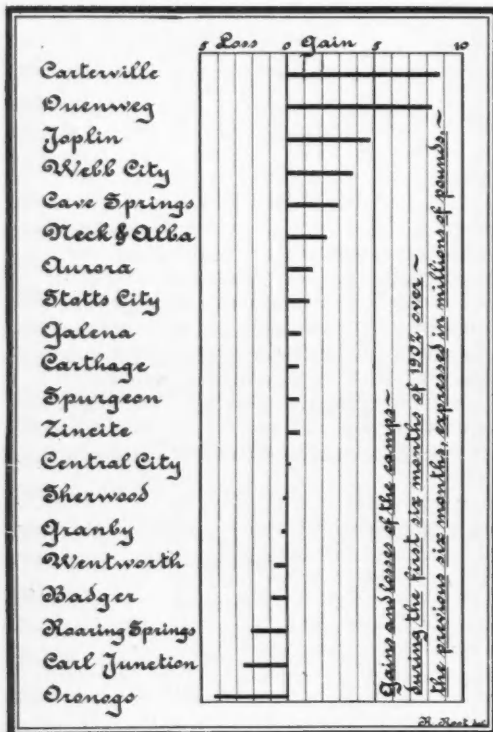 5 Loss 0 Gain 5 10
Carterville
Duenweg
Joplin
Webb City
Cave Springs
Neck & Alba
Aurora
Stotts City
Galena
Carthage
Spurgeon
Zincite
Central City
Sherwood
Granby
Wentworth
Badger
Roaring Springs
Carl Junction
Oronogo
Gains and losses of the camps~
during the first six months of 1902 over~
the previous six months, expressed in millions of pounds.~